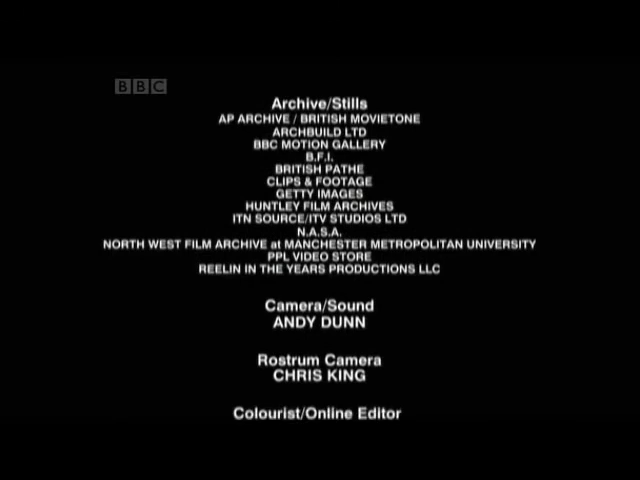 BBC
Archive/Stills
AP ARCHIVE / BRITISH MOVIETONE
ARCHBUILD LTD
BBC MOTION GALLERY
B.F.I.
BRITISH PATHE
CLIPS & FOOTAGE
GETTY IMAGES
HUNTLEY FILM ARCHIVES
ITN SOURCE/ITV STUDIOS LTD
N.A.S.A.
NORTH WEST FILM ARCHIVE at MANCHESTER METROPOLITAN UNIVERSITY
PPL VIDEO STORE
REELIN IN THE YEARS PRODUCTIONS LLC
Camera/Sound
ANDY DUNN
Rostrum Camera
CHRIS KING
Colourist/Online Editor